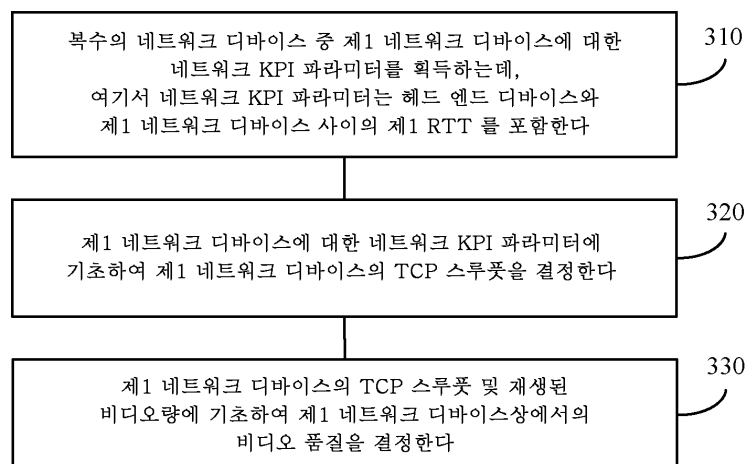 복수의 네트워크 디바이스 중 제1 네트워크 디바이스에 대한
네트워크 KPI 파라미터를 획득하는데,
여기서 네트워크 KPI 파라미터는 헤드 엔드 디바이스와
제1 네트워크 디바이스 사이의 제1 RTT 를 포함한다
310
제1 네트워크 디바이스에 대한 네트워크 KPI 파라미터에
기초하여 제1 네트워크 디바이스의 TCP 스루풋을 결정한다
320
제1 네트워크 디바이스의 TCP 스루풋 및 재생된
비디오량에 기초하여 제1 네트워크 디바이스상에서의
비디오 품질을 결정한다
330